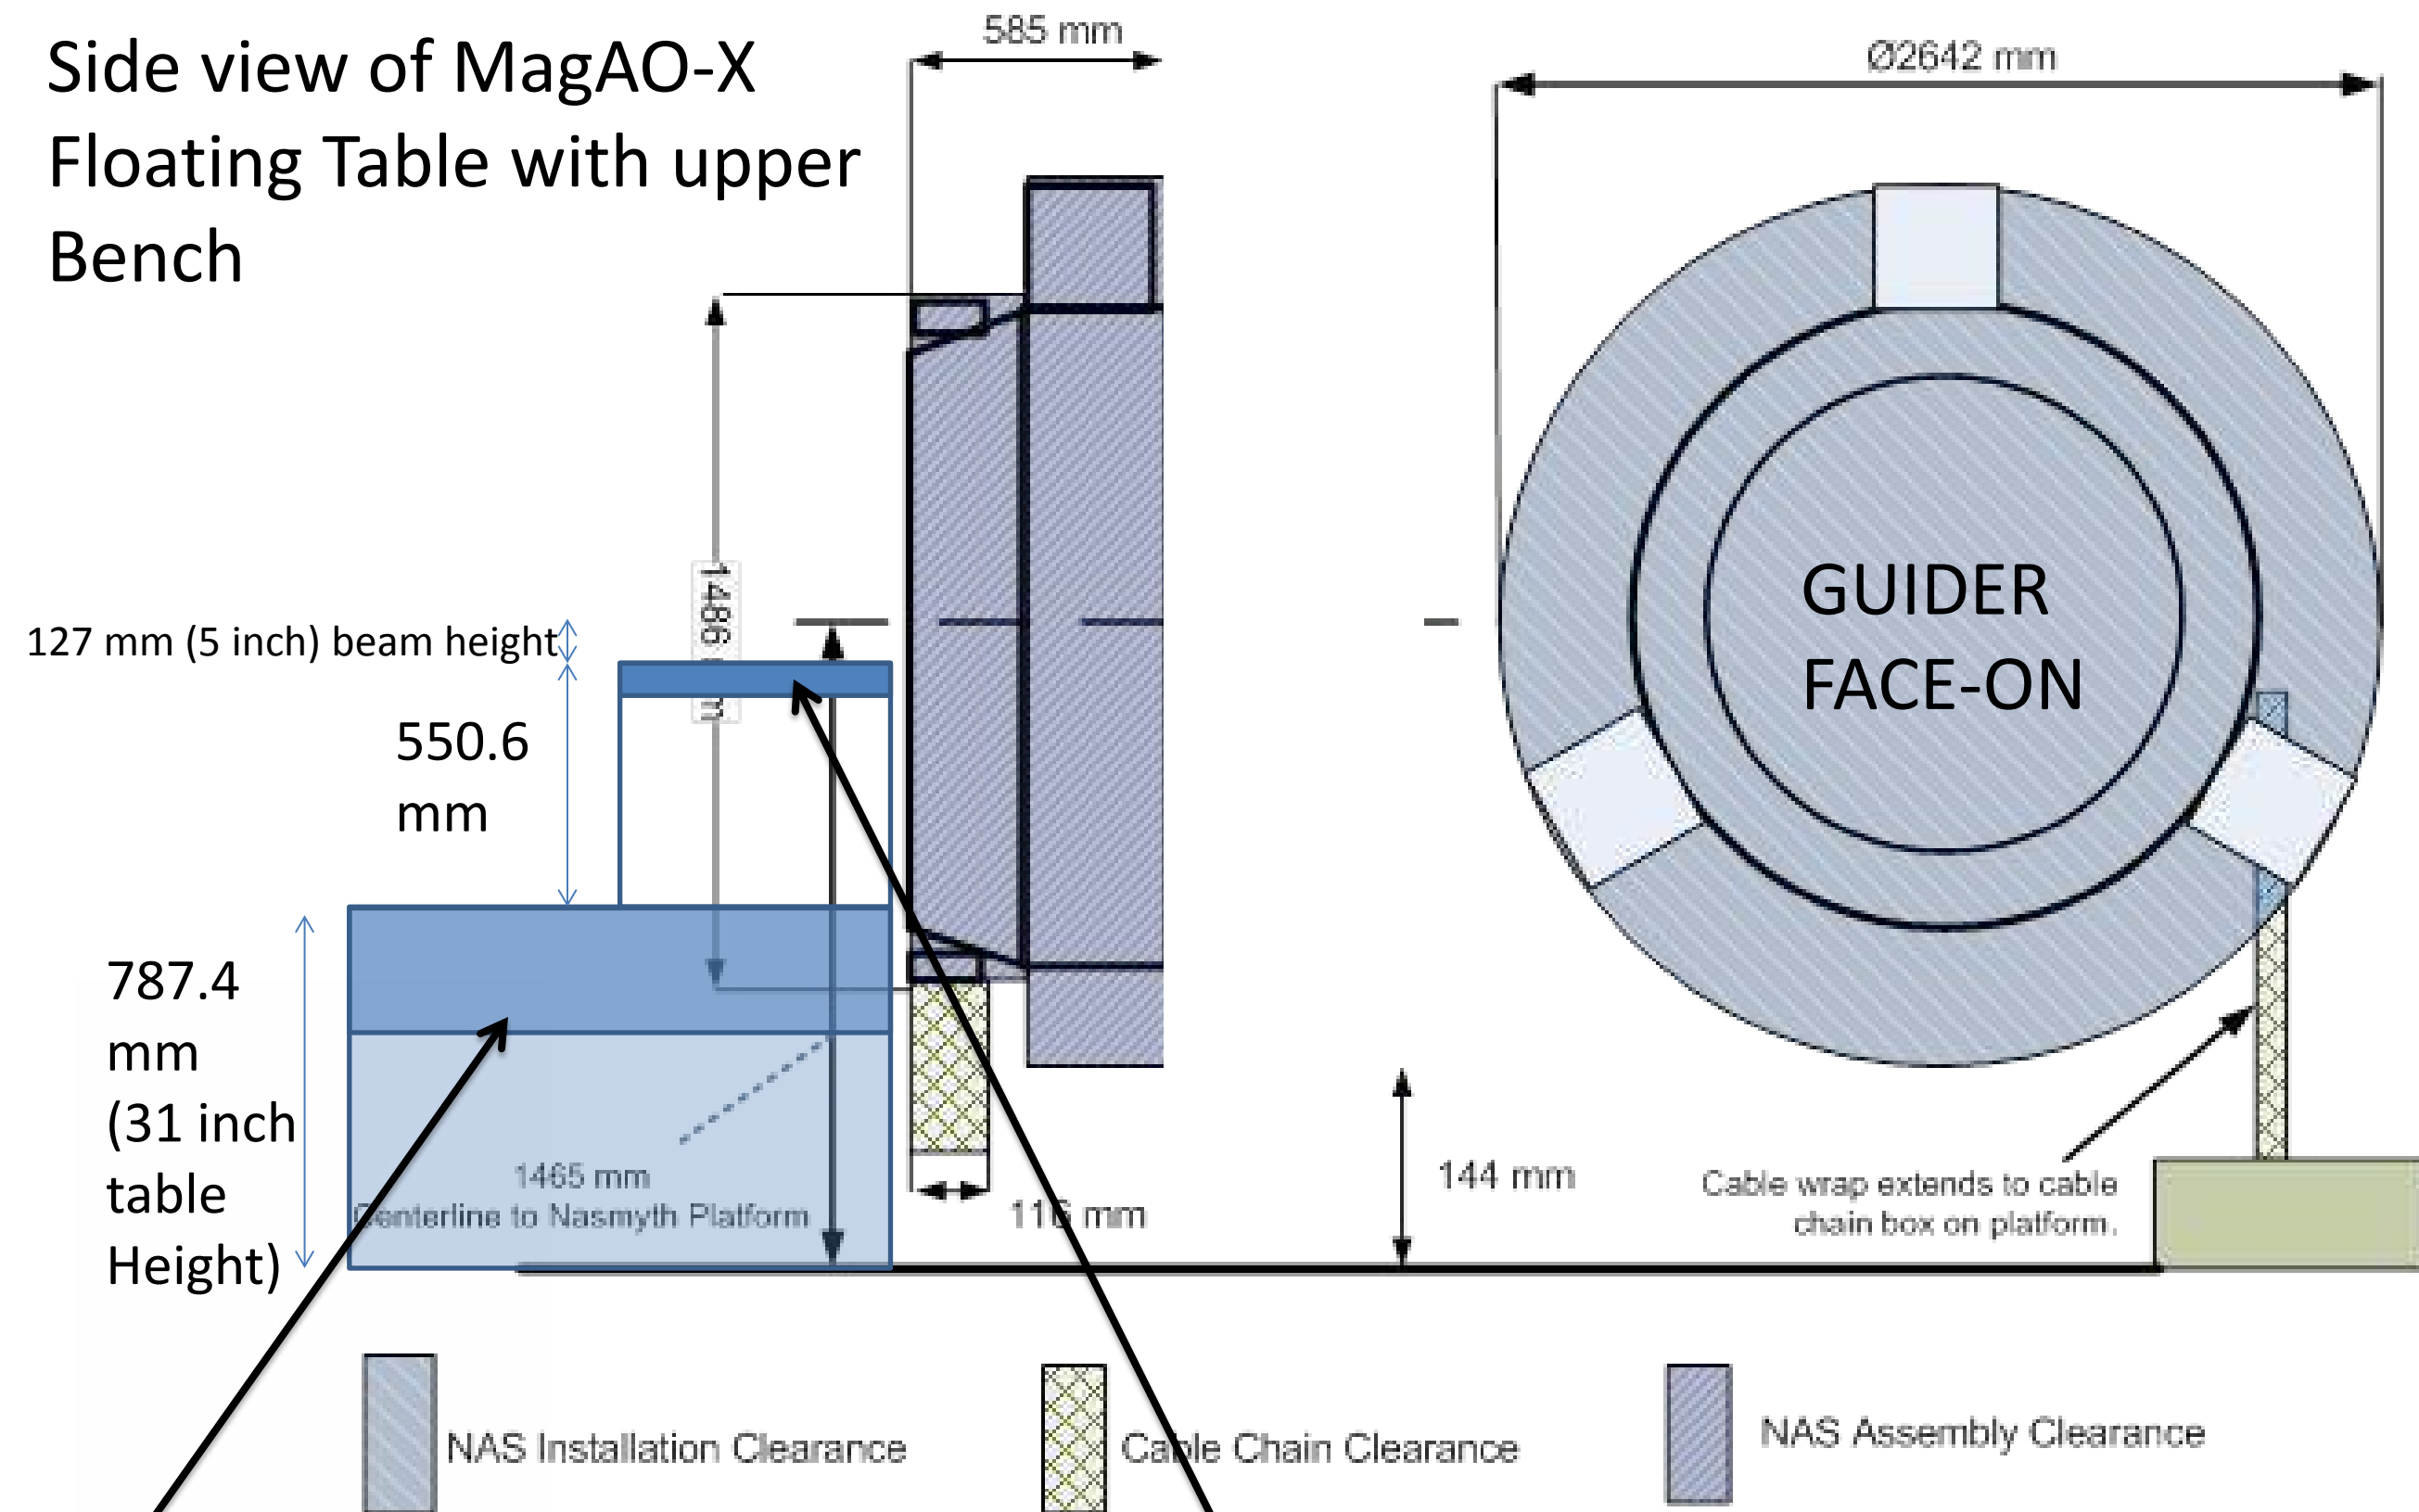 Side view of MagAO-X
Floating Table with upper
Bench
585 mm
Ø2642 mm
GUIDER
FACE-ON
127 mm (5 inch) beam height
550.6
mm
787.4
mm
(31 inch
table
Height)
1465 mm
Centerline to Nasmyth Platform
116 mm
144 mm
Cable wrap extends to cable
chain box on platform.
NAS Installation Clearance
Cable Chain Clearance
NAS Assembly Clearance